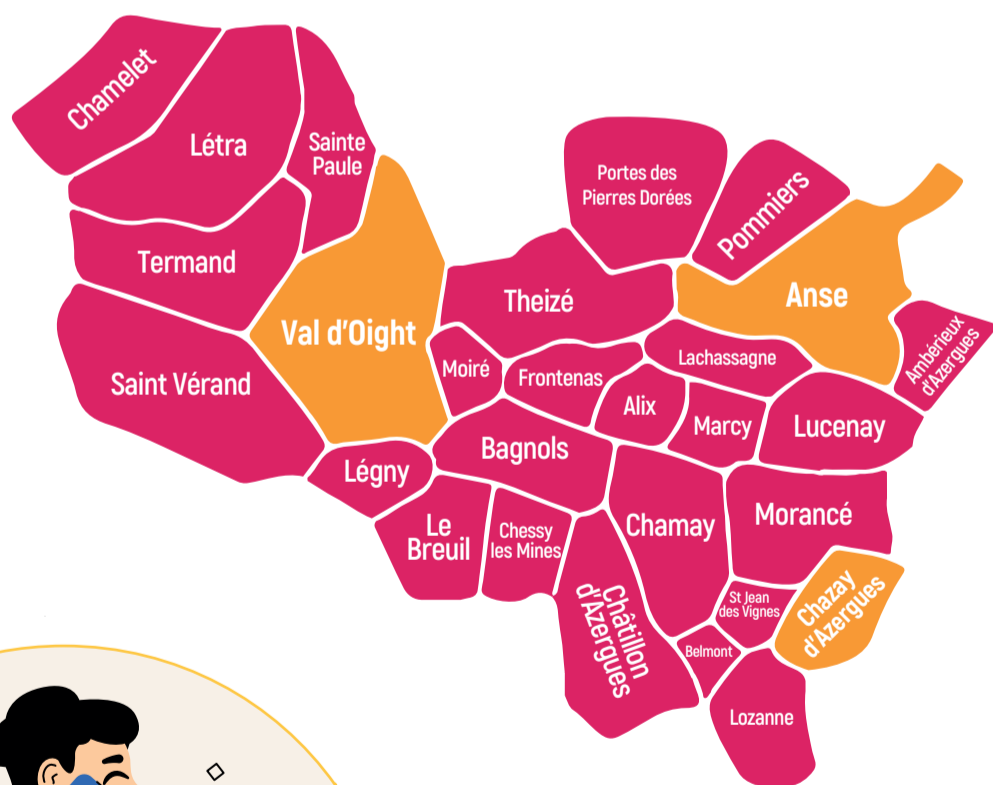 Chamelet
Létra
Sainte
Paule
Portes des
Pierres Dorées
Pommiers
Termand
Anse
Theizé
Val d'Oight
Ambérieux
d'Azergues
Lachassagne
Moiré
Frontenas
Saint Vérand
Alix
Marcy
Lucenay
Bagnols
Légny
Le
Breuil
Chessy
les Mines
Chamay
Morancé
Châtillon
d'Azergues
St Jean
des Vignes
Chazay
d'Azergues
Belmont
Lozanne